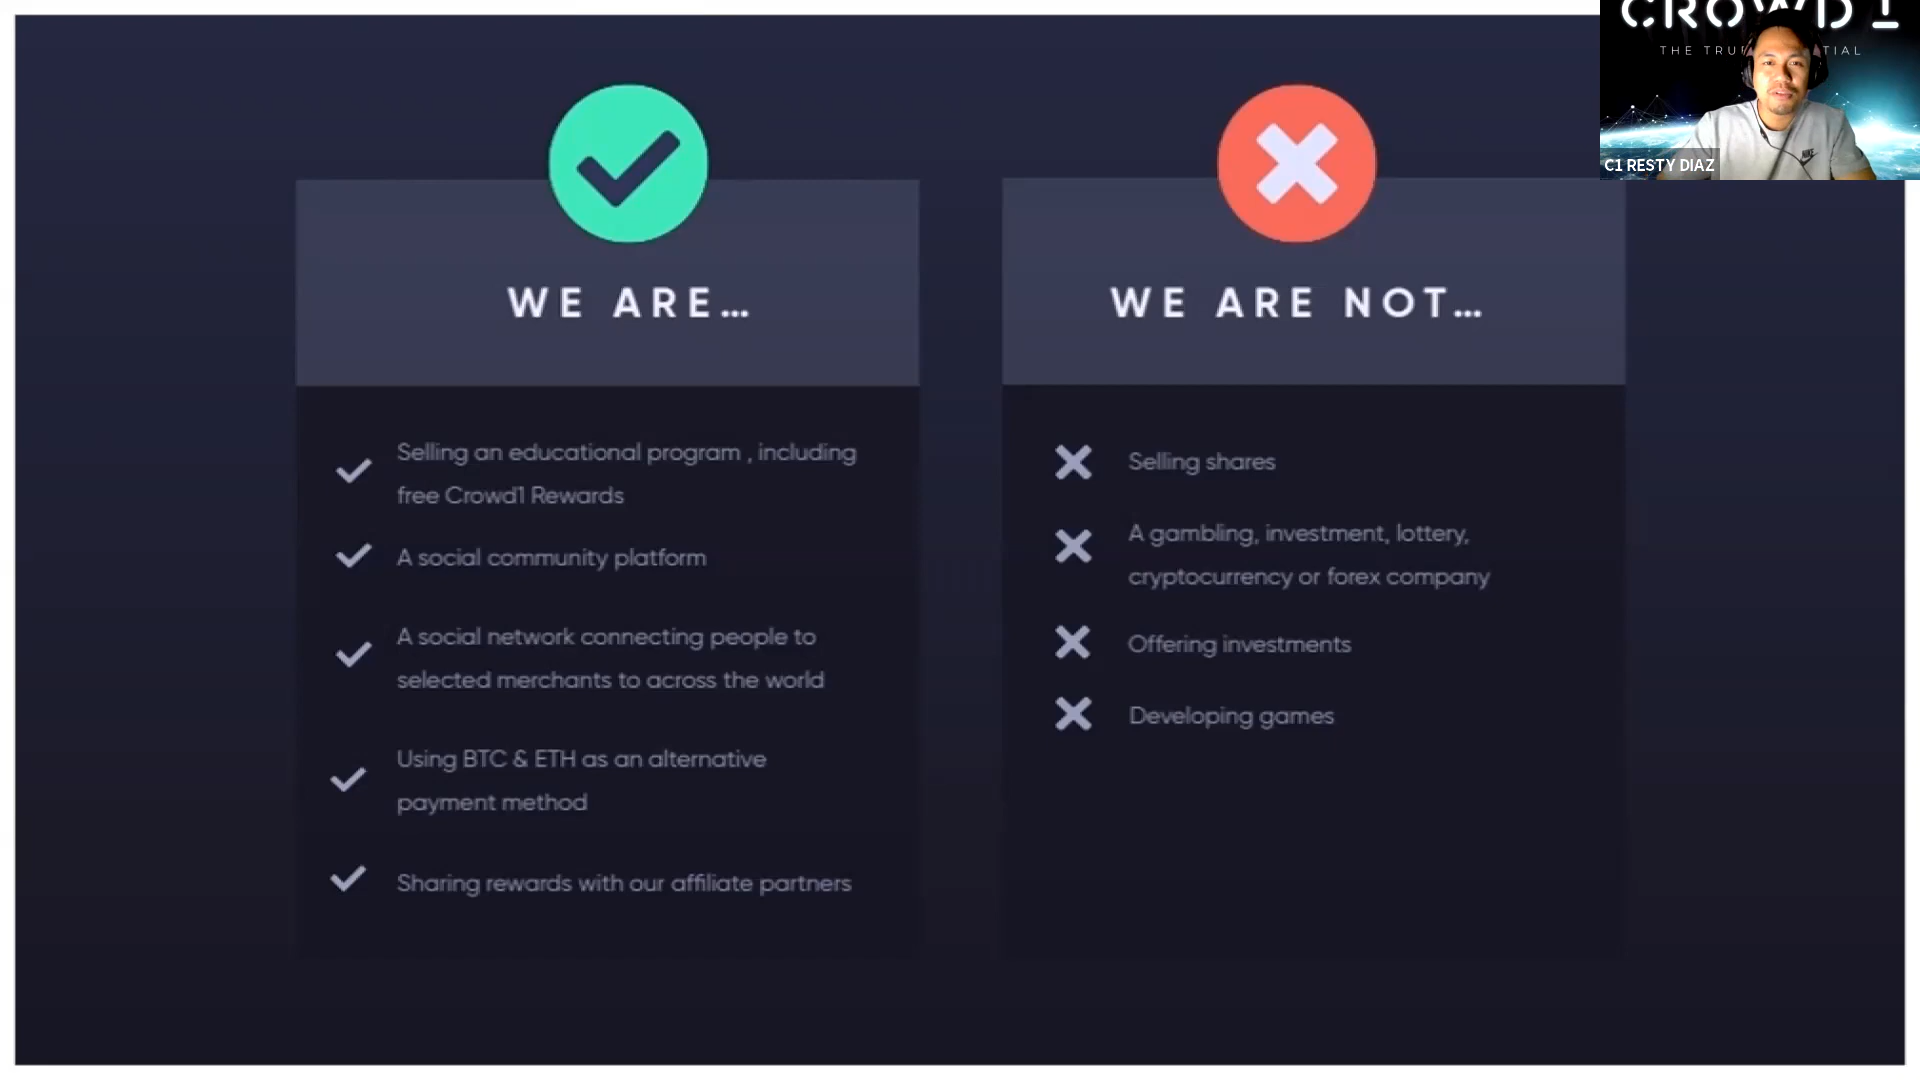 WE ARE...
Selling an educational program , including
free Crowd1 Rewards
A social community platform
A social network connecting people to
selected merchants to across the world
Using BTC & ETH as an alternative
payment method
Sharing rewards with our affiliate partners
WE ARE NOT...
Selling shares
A gambling, investment, lottery,
cryptocurrency or forex company
Offering investments
Developing games
CROWD1
THE
C1 RESTY DIAZ
NIKE